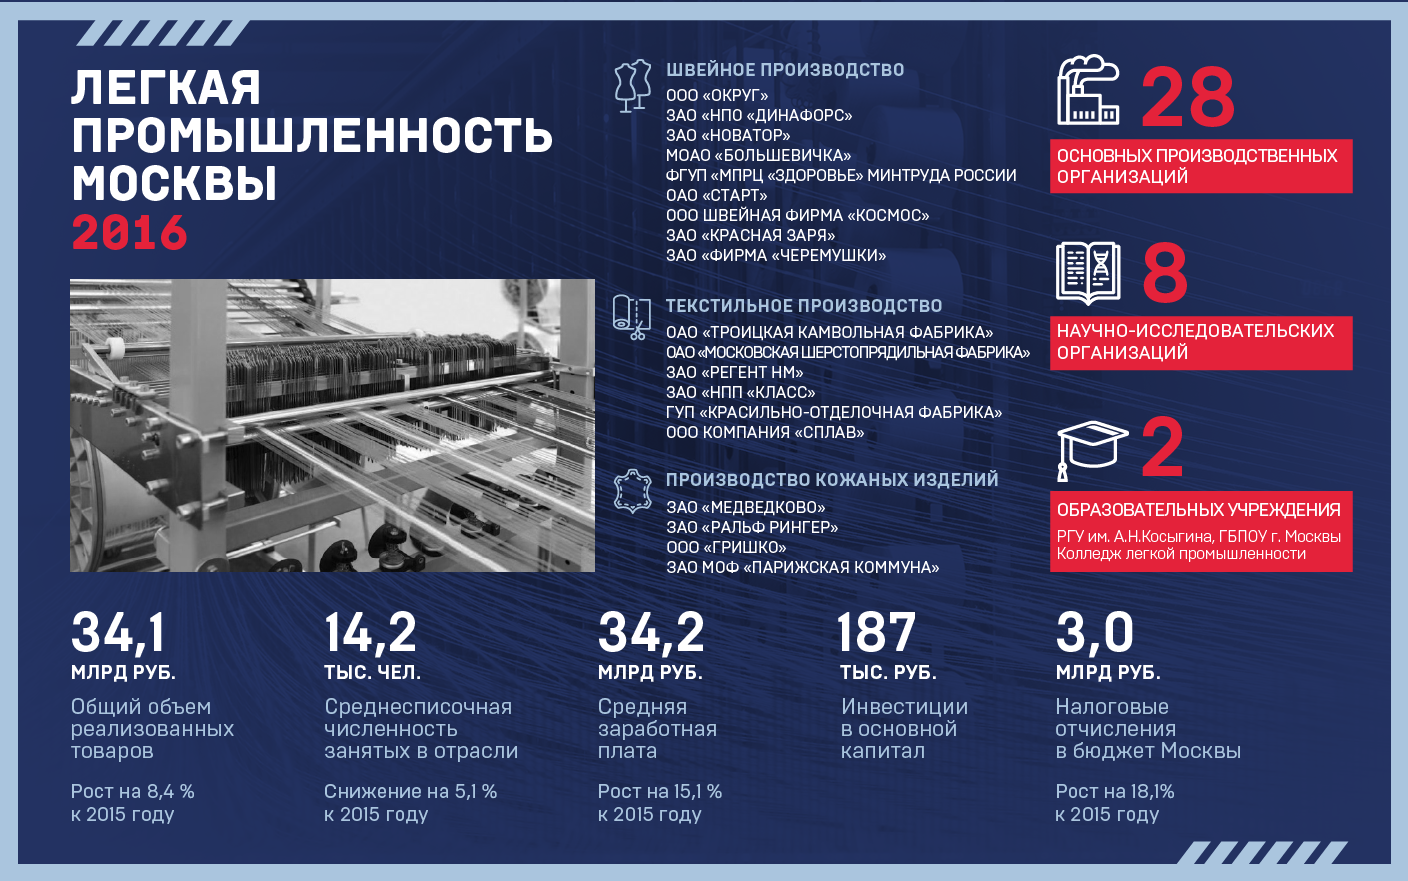 ЛЕГКАЯ
ПРОМЫШЛЕННОСТЬ
МОСКВЫ
2016
ШВЕЙНОЕ ПРОИЗВОДСТВО
ООО «ОКРУГ»
ЗАО «НПО «ДИНАФОРС»
ЗАО «НОВАТОР»
МОАО «БОЛЬШЕВИЧКА»
ФГУП «МПРЦ «ЗДОРОВЬЕ» МИНТРУДА РОССИИ
ОАО «СТАРТ»
ООО ШВЕЙНАЯ ФИРМА «КОСМОС»
ЗАО «КРАСНАЯ ЗАРЯ»
ЗАО «ФИРМА «ЧЕРЕМУШКИ»
ТЕКСТИЛЬНОЕ ПРОИЗВОДСТВО
ОАО «ТРОИЦКАЯ КАМВОЛЬНАЯ ФАБРИКА»
ОАО «МОСКОВСКАЯ ШЕРСТОПРЯДИЛЬНАЯ ФАБРИКА»
ЗАО «РЕГЕНТ НМ»
ЗАО «НПП «КЛАСС»
ГУП «КРАСИЛЬНО-ОТДЕЛОЧНАЯ ФАБРИКА»
ООО КОМПАНИЯ «СПЛАВ»
ПРОИЗВОДСТВО КОЖАНЫХ ИЗДЕЛИЙ
ЗАО «МЕДВЕДКОВО»
ЗАО «РАЛЬФ РИНГЕР»
ООО «ГРИШКО»
ЗАО МОФ «ПАРИЖСКАЯ КОММУНА»
28
ОСНОВНЫХ ПРОИЗВОДСТВЕННЫХ
ОРГАНИЗАЦИЙ
8
НАУЧНО-ИССЛЕДОВАТЕЛЬСКИХ
ОРГАНИЗАЦИЙ
2
ОБРАЗОВАТЕЛЬНЫХ УЧРЕЖДЕНИЯ
РГУ им. А.Н.Косыгина, ГБПОУ г. Москвы
Колледж легкой промышленности
34,1
МЛРД РУБ.
Общий объем
реализованных
товаров
Рост на 8,4 %
к 2015 году
14,2
ТЫС. ЧЕЛ.
Среднесписочная
численность
занятых в отрасли
Снижение на 5,1 %
к 2015 году
34,2
МЛРД РУБ.
Средняя
заработная
плата
Рост на 15,1 %
к 2015 году
187
ТЫС. РУБ.
Инвестиции
в основной
капитал
3,0
МЛРД РУБ.
Налоговые
отчисления
в бюджет Москвы
Рост на 18,1%
к 2015 году